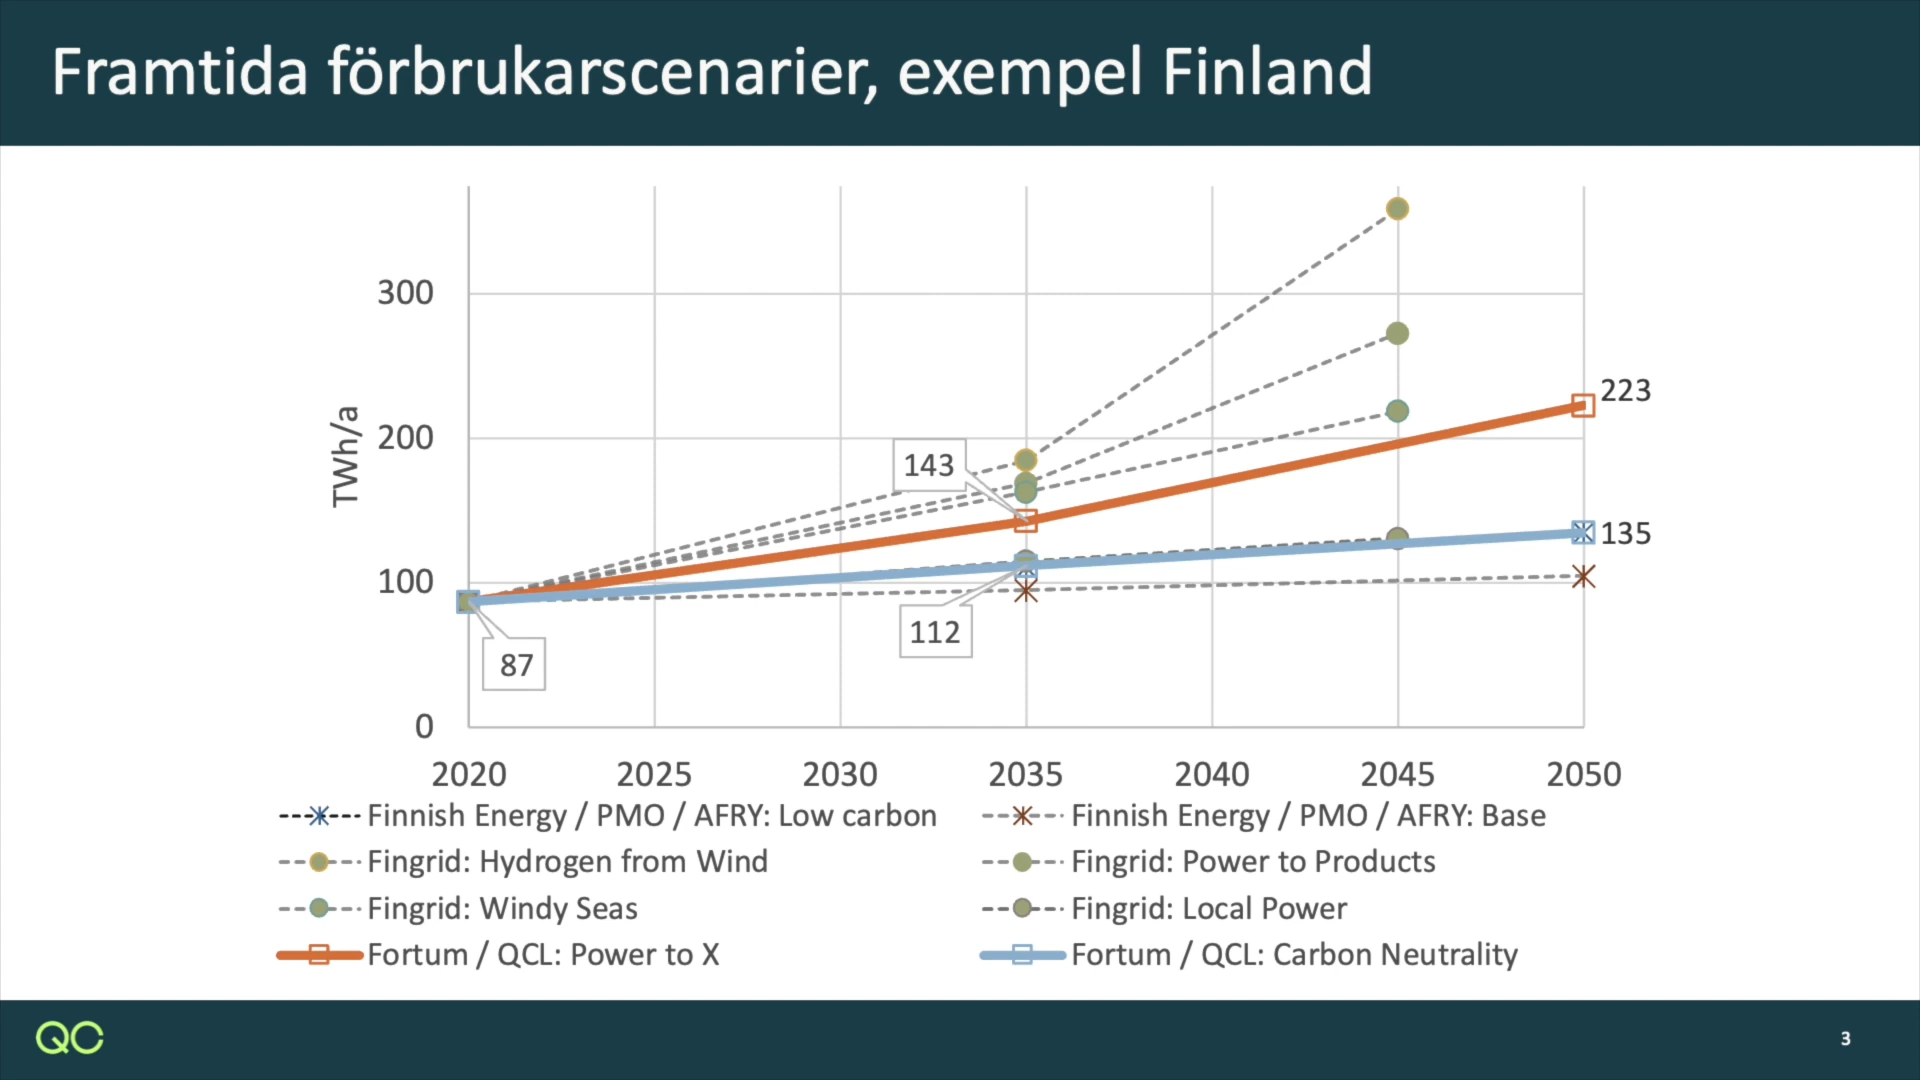 Framtida förbrukarscenarier, exempel Finland
300
200
100
0
TWh/a
223
143
135
112
87
2020 2025 2030 2035 2040 2045 2050
Finnish Energy / PMO / AFRY: Low carbon
Finnish Energy / PMO / AFRY: Base
Fingrid: Hydrogen from Wind
Fingrid: Power to Products
Fingrid: Windy Seas
Fingrid: Local Power
Fortum / QCL: Power to X
Fortum / QCL: Carbon Neutrality
QC
3